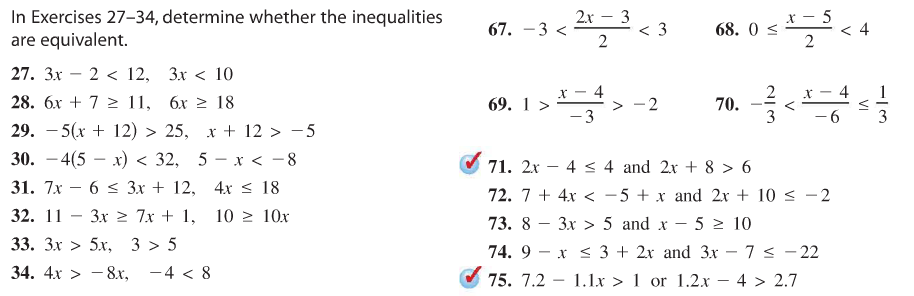 In Exercises 27–34, determine whether the inequalities
are equivalent.
27. 3x − 2 < 12, 3x < 10
28. 6x + 7 ≥ 11, 6x ≥ 18
29. −5(x + 12) > 25, x + 12 > −5
30. −4(5 − x) < 32, 5 − x < −8
31. 7x − 6 ≤ 3x + 12, 4x ≤ 18
32. 11 − 3x ≥ 7x + 1, 10 ≥ 10x
33. 3x > 5x, 3 > 5
34. 4x > −8x, −4 < 8
67. −3 < (2x − 3)/2 < 3 68. 0 ≤ (x − 5)/2 < 4
69. 1 > (x − 4)/−3 > −2 70. −2/3 < (x − 4)/−6 ≤ 1/3
71. 2x − 4 ≤ 4 and 2x + 8 > 6
72. 7 + 4x < −5 + x and 2x + 10 ≤ −2
73. 8 − 3x > 5 and x − 5 ≥ 10
74. 9 − x ≤ 3 + 2x and 3x − 7 ≤ −22
75. 7.2 − 1.1x > 1 or 1.2x − 4 > 2.7